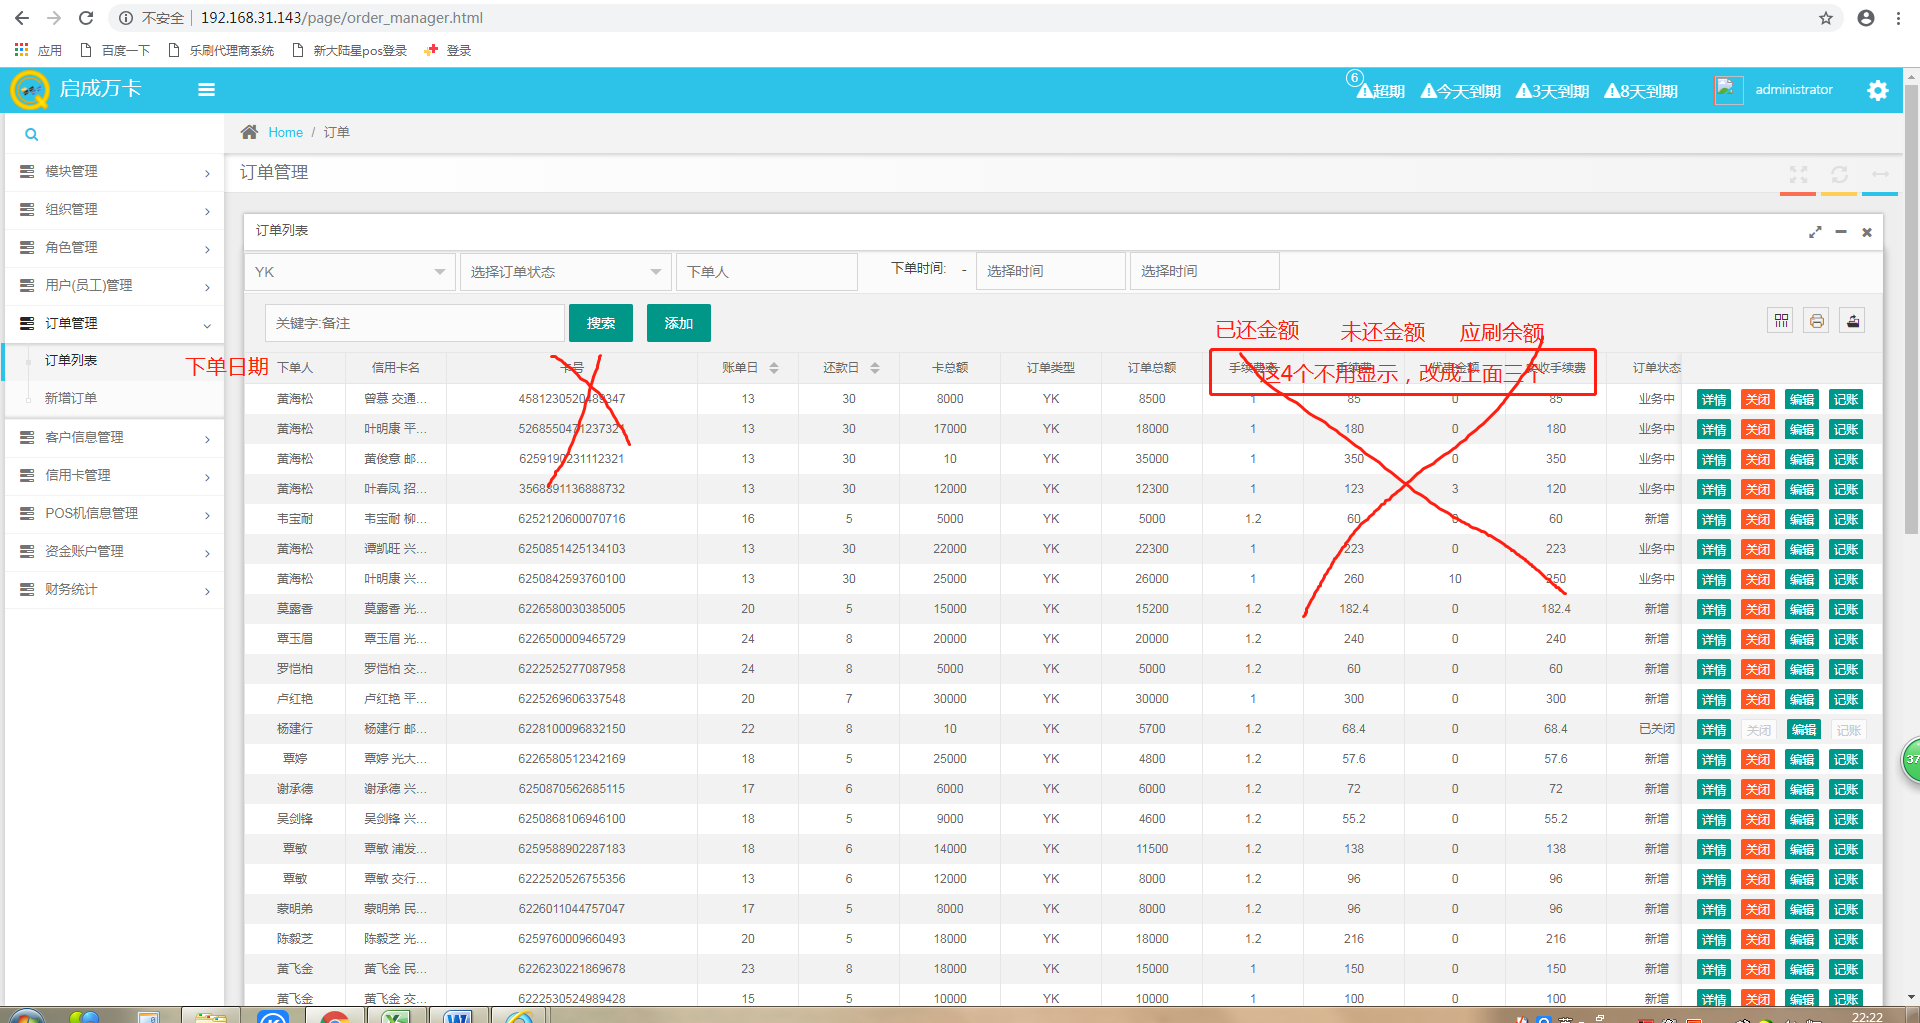 不安全 192.168.31.143/page/order_manager.html
应用 百度一下 乐刷代理商系统 新大陆星pos登录 登录
启成万卡 6 超期 今天到期 3天到期 8天到期 administrator
Home / 订单
模块管理
组织管理
角色管理
用户(员工)管理
订单管理
订单列表
新增订单
客户信息管理
信用卡管理
POS机信息管理
资金账户管理
财务统计
订单管理
订单列表
YK 选择订单状态 下单人 下单时间: - 选择时间 选择时间
关键字:备注 搜索 添加
已还金额 未还金额 应刷余额
下单日期
这4个不用显示，改成上面三个
下单人 信用卡名 卡号 账单日 还款日 卡总额 订单类型 订单总额 手续费率 手续费 优惠金额 实收手续费 订单状态
黄海松 曾慕 交通... 4581230520489347 13 30 8000 YK 8500 1 85 0 85 业务中 详情 关闭 编辑 记账
黄海松 叶明康 平... 5268550471237321 13 30 17000 YK 18000 1 180 0 180 业务中 详情 关闭 编辑 记账
黄海松 黄俊意 邮... 6259190231112321 13 30 10 YK 35000 1 350 0 350 业务中 详情 关闭 编辑 记账
黄海松 叶春凤 招... 3568891136888732 13 30 12000 YK 12300 1 123 3 120 业务中 详情 关闭 编辑 记账
韦宝耐 韦宝耐 柳... 6252120600070716 16 5 5000 YK 5000 1.2 60 0 60 新增 详情 关闭 编辑 记账
黄海松 谭凯旺 兴... 6250851425134103 13 30 22000 YK 22300 1 223 0 223 业务中 详情 关闭 编辑 记账
黄海松 叶明康 兴... 6250842593760100 13 30 25000 YK 26000 1 260 10 250 业务中 详情 关闭 编辑 记账
莫露香 莫露香 光... 6226580030385005 20 5 15000 YK 15200 1.2 182.4 0 182.4 新增 详情 关闭 编辑 记账
覃玉眉 覃玉眉 光... 6226500009465729 24 8 20000 YK 20000 1.2 240 0 240 新增 详情 关闭 编辑 记账
罗恺柏 罗恺柏 交... 6222525277087958 24 8 5000 YK 5000 1.2 60 0 60 新增 详情 关闭 编辑 记账
卢红艳 卢红艳 平... 6225269606337548 20 7 30000 YK 30000 1 300 0 300 新增 详情 关闭 编辑 记账
杨建行 杨建行 邮... 6228100096832150 22 8 10 YK 5700 1.2 68.4 0 68.4 已关闭 详情 关闭 编辑 记账
覃婷 覃婷 光大... 6226580512342169 18 5 25000 YK 4800 1.2 57.6 0 57.6 新增 详情 关闭 编辑 记账
谢承德 谢承德 兴... 6250870562685115 17 6 6000 YK 6000 1.2 72 0 72 新增 详情 关闭 编辑 记账
吴剑锋 吴剑锋 兴... 6250868106946100 18 5 9000 YK 4600 1.2 55.2 0 55.2 新增 详情 关闭 编辑 记账
覃敏 覃敏 浦发... 6259588902287183 18 6 14000 YK 11500 1.2 138 0 138 新增 详情 关闭 编辑 记账
覃敏 覃敏 交行... 6222520526755356 13 6 12000 YK 8000 1.2 96 0 96 新增 详情 关闭 编辑 记账
蒙明弟 蒙明弟 民... 6226011044757047 17 5 8000 YK 8000 1.2 96 0 96 新增 详情 关闭 编辑 记账
陈毅芝 陈毅芝 光... 6259760009660493 20 5 18000 YK 18000 1.2 216 0 216 新增 详情 关闭 编辑 记账
黄飞金 黄飞金 民... 6226230221869678 23 8 18000 YK 15000 1 150 0 150 新增 详情 关闭 编辑 记账
黄飞金 黄飞金 交... 6222530524989428 15 5 10000 YK 10000 1 100 0 100 新增 详情 关闭 编辑 记账
37
22:22